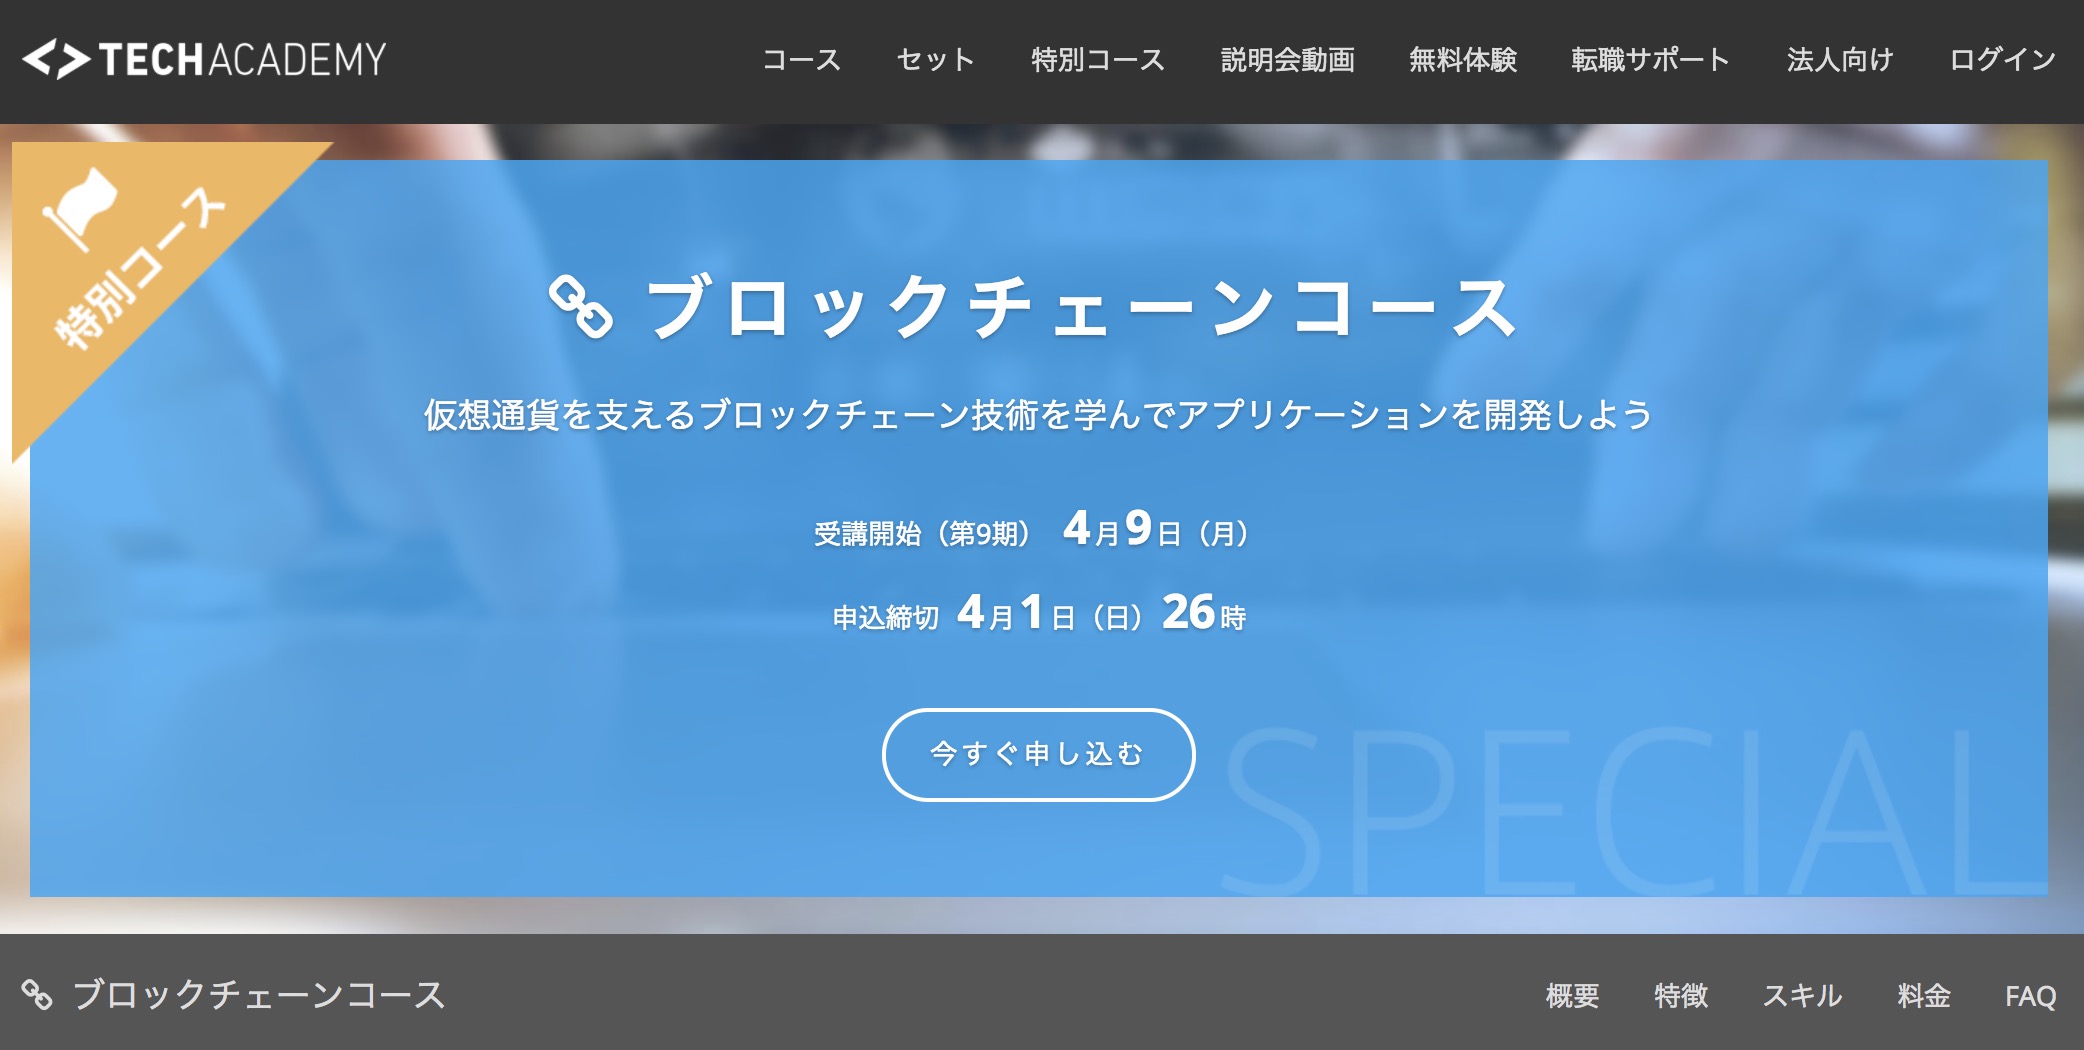 TECHACADEMY
コース セット 特別コース 説明会動画 無料体験 転職サポート 法人向け ログイン
特別コース
ブロックチェーンコース
仮想通貨を支えるブロックチェーン技術を学んでアプリケーションを開発しよう
受講開始（第9期） 4月9日（月）
申込締切 4月1日（日）26時
今すぐ申し込む
SPECIAL
ブロックチェーンコース
概要 特徴 スキル 料金 FAQ